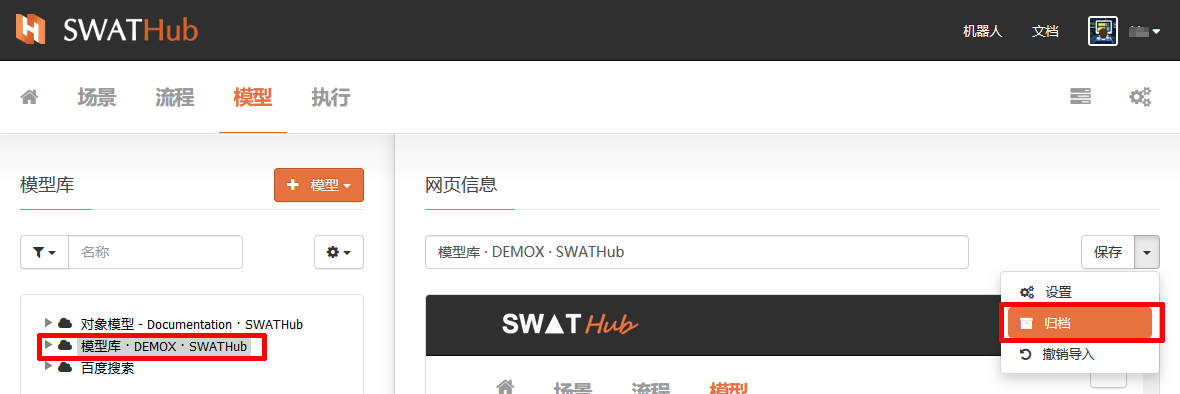 SWATHub 机器人 文档
场景 流程 模型 执行
模型库 + 模型
名称
对象模型 - Documentation · SWATHub
模型库 · DEMOX · SWATHub
百度搜索
网页信息
模型库 · DEMOX · SWATHub 保存
设置
归档
撤销导入
SWAT Hub
场景 流程 模型